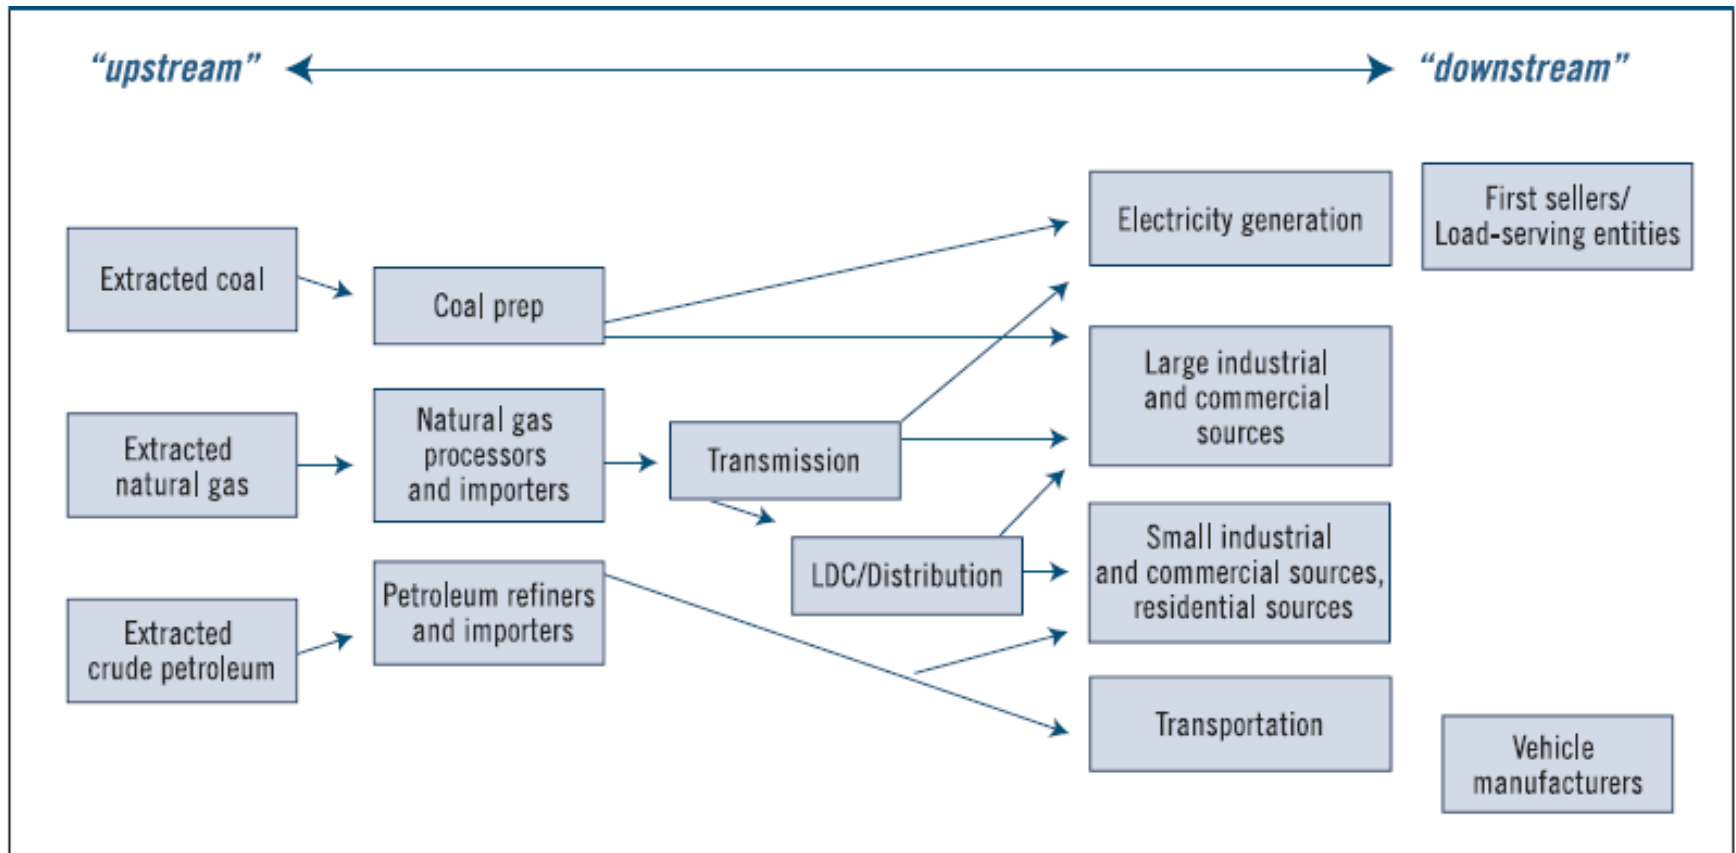 “upstream”
“downstream”
Extracted coal
Coal prep
Electricity generation
First sellers/
Load-serving entities
Large industrial
and commercial
sources
Extracted
natural gas
Natural gas
processors
and importers
Transmission
LDC/Distribution
Small industrial
and commercial sources,
residential sources
Extracted
crude petroleum
Petroleum refiners
and importers
Transportation
Vehicle
manufacturers